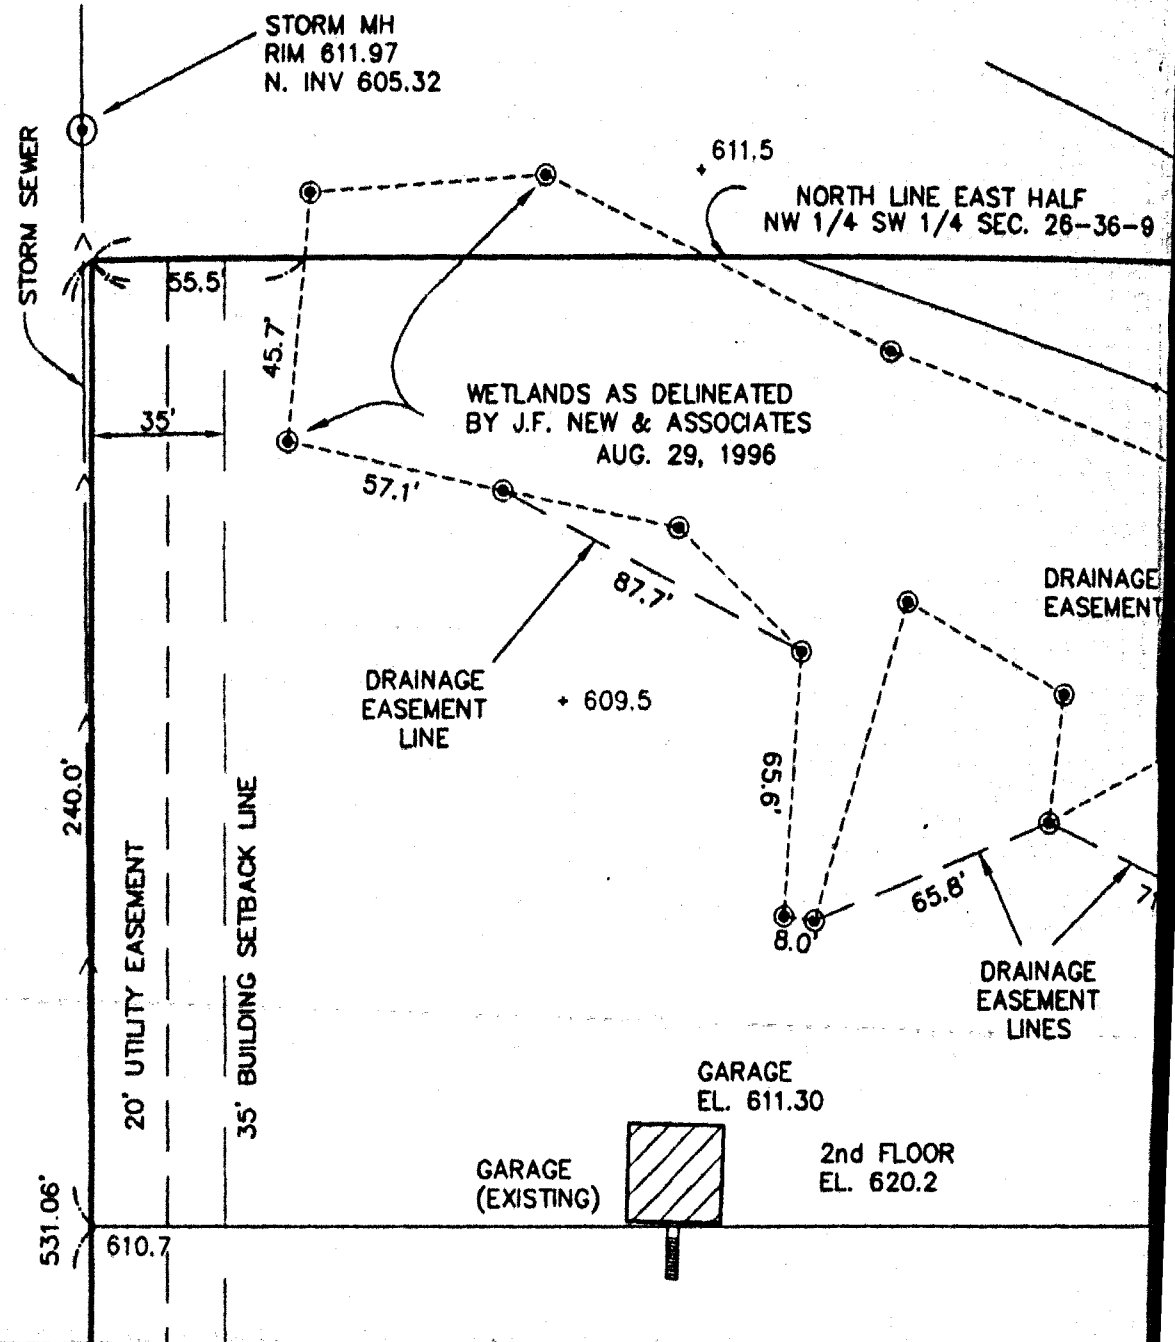 STORM MH
RIM 611.97
N. INV 605.32
STORM SEWER
611.5
NORTH LINE EAST HALF
NW 1/4 SW 1/4 SEC. 26-36-9
55.5
45.7'
35'
WETLANDS AS DELINEATED
BY J.F. NEW & ASSOCIATES
AUG. 29, 1996
57.1'
87.7'
DRAINAGE
EASEMENT
DRAINAGE
EASEMENT
LINE
609.5
65.6'
240.0'
20' UTILITY EASEMENT
35' BUILDING SETBACK LINE
65.8'
8.0'
DRAINAGE
EASEMENT
LINES
GARAGE
EL. 611.30
2nd FLOOR
EL. 620.2
GARAGE
(EXISTING)
531.06'
610.7